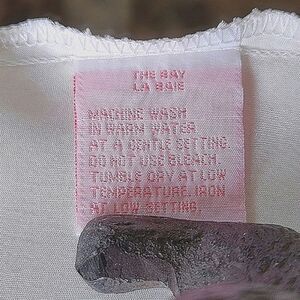 THE BAY
LA BAIE
MACHINE WASH
IN WARM WATER
AT A GENTLE SETTING.
DO NOT USE BLEACH.
TUMBLE DRY AT LOW
TEMPERATURE. IRON
AT LOW SETTING.